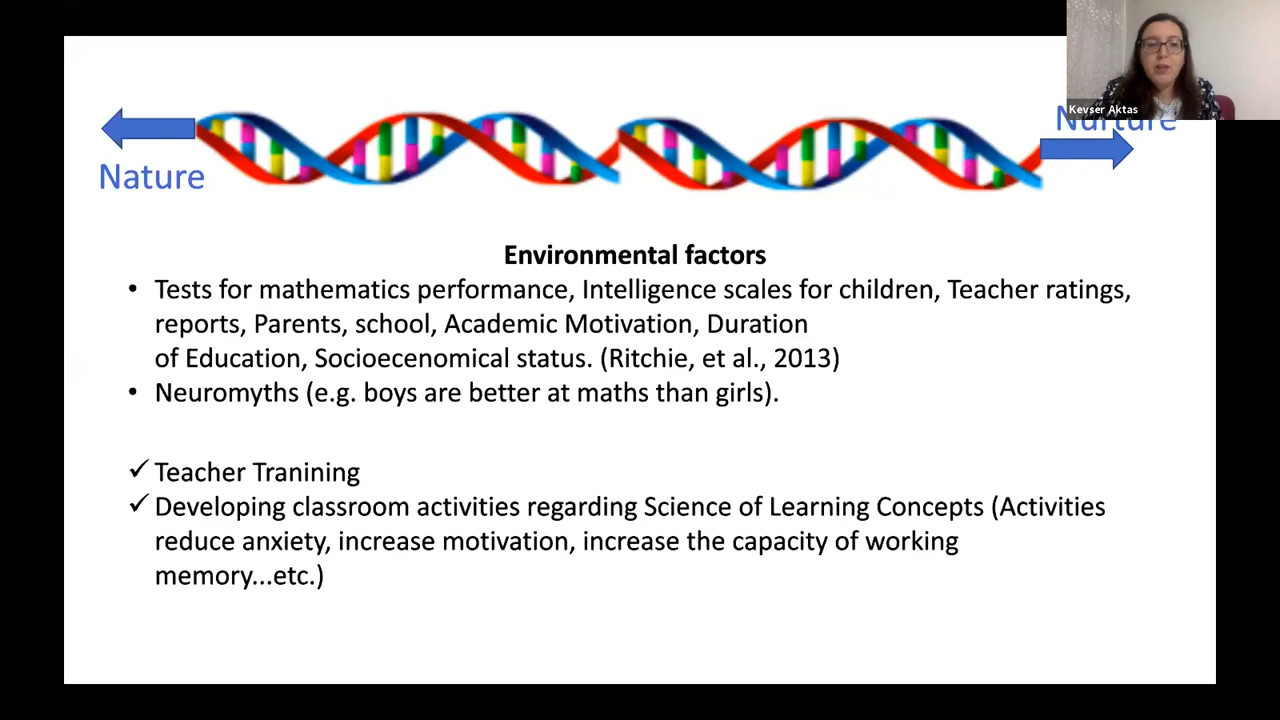 Kevser Aktas
Nurture
Nature
Environmental factors
• Tests for mathematics performance, Intelligence scales for children, Teacher ratings,
reports, Parents, school, Academic Motivation, Duration
of Education, Socioecenomical status. (Ritchie, et al., 2013)
• Neuromyths (e.g. boys are better at maths than girls).
✓ Teacher Tranining
✓ Developing classroom activities regarding Science of Learning Concepts (Activities
reduce anxiety, increase motivation, increase the capacity of working
memory...etc.)